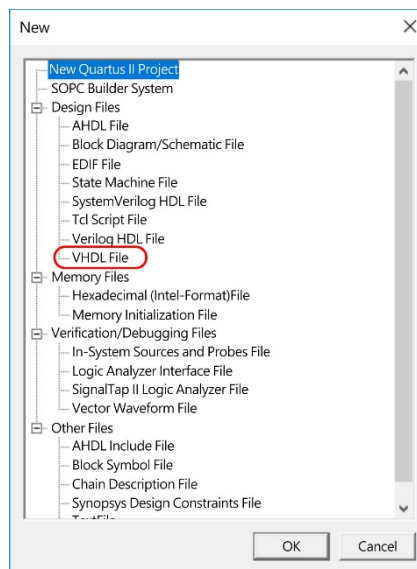 New
New Quartus II Project
SOPC Builder System
Design Files
AHDL File
Block Diagram/Schematic File
EDIF File
State Machine File
SystemVerilog HDL File
Tcl Script File
Verilog HDL File
VHDL File
Memory Files
Hexadecimal (Intel-Format)File
Memory Initialization File
Verification/Debugging Files
In-System Sources and Probes File
Logic Analyzer Interface File
SignalTap II Logic Analyzer File
Vector Waveform File
Other Files
AHDL Include File
Block Symbol File
Chain Description File
Synopsys Design Constraints File
TextFile
OK
Cancel